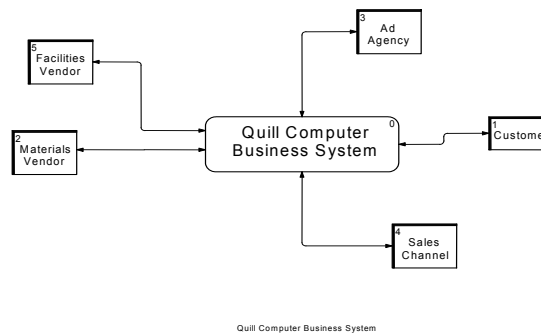 3
Ad
Agency
5
Facilities
Vendor
0
Quill Computer
Business System
1
Custome
2
Materials
Vendor
4
Sales
Channel
Quill Computer Business System